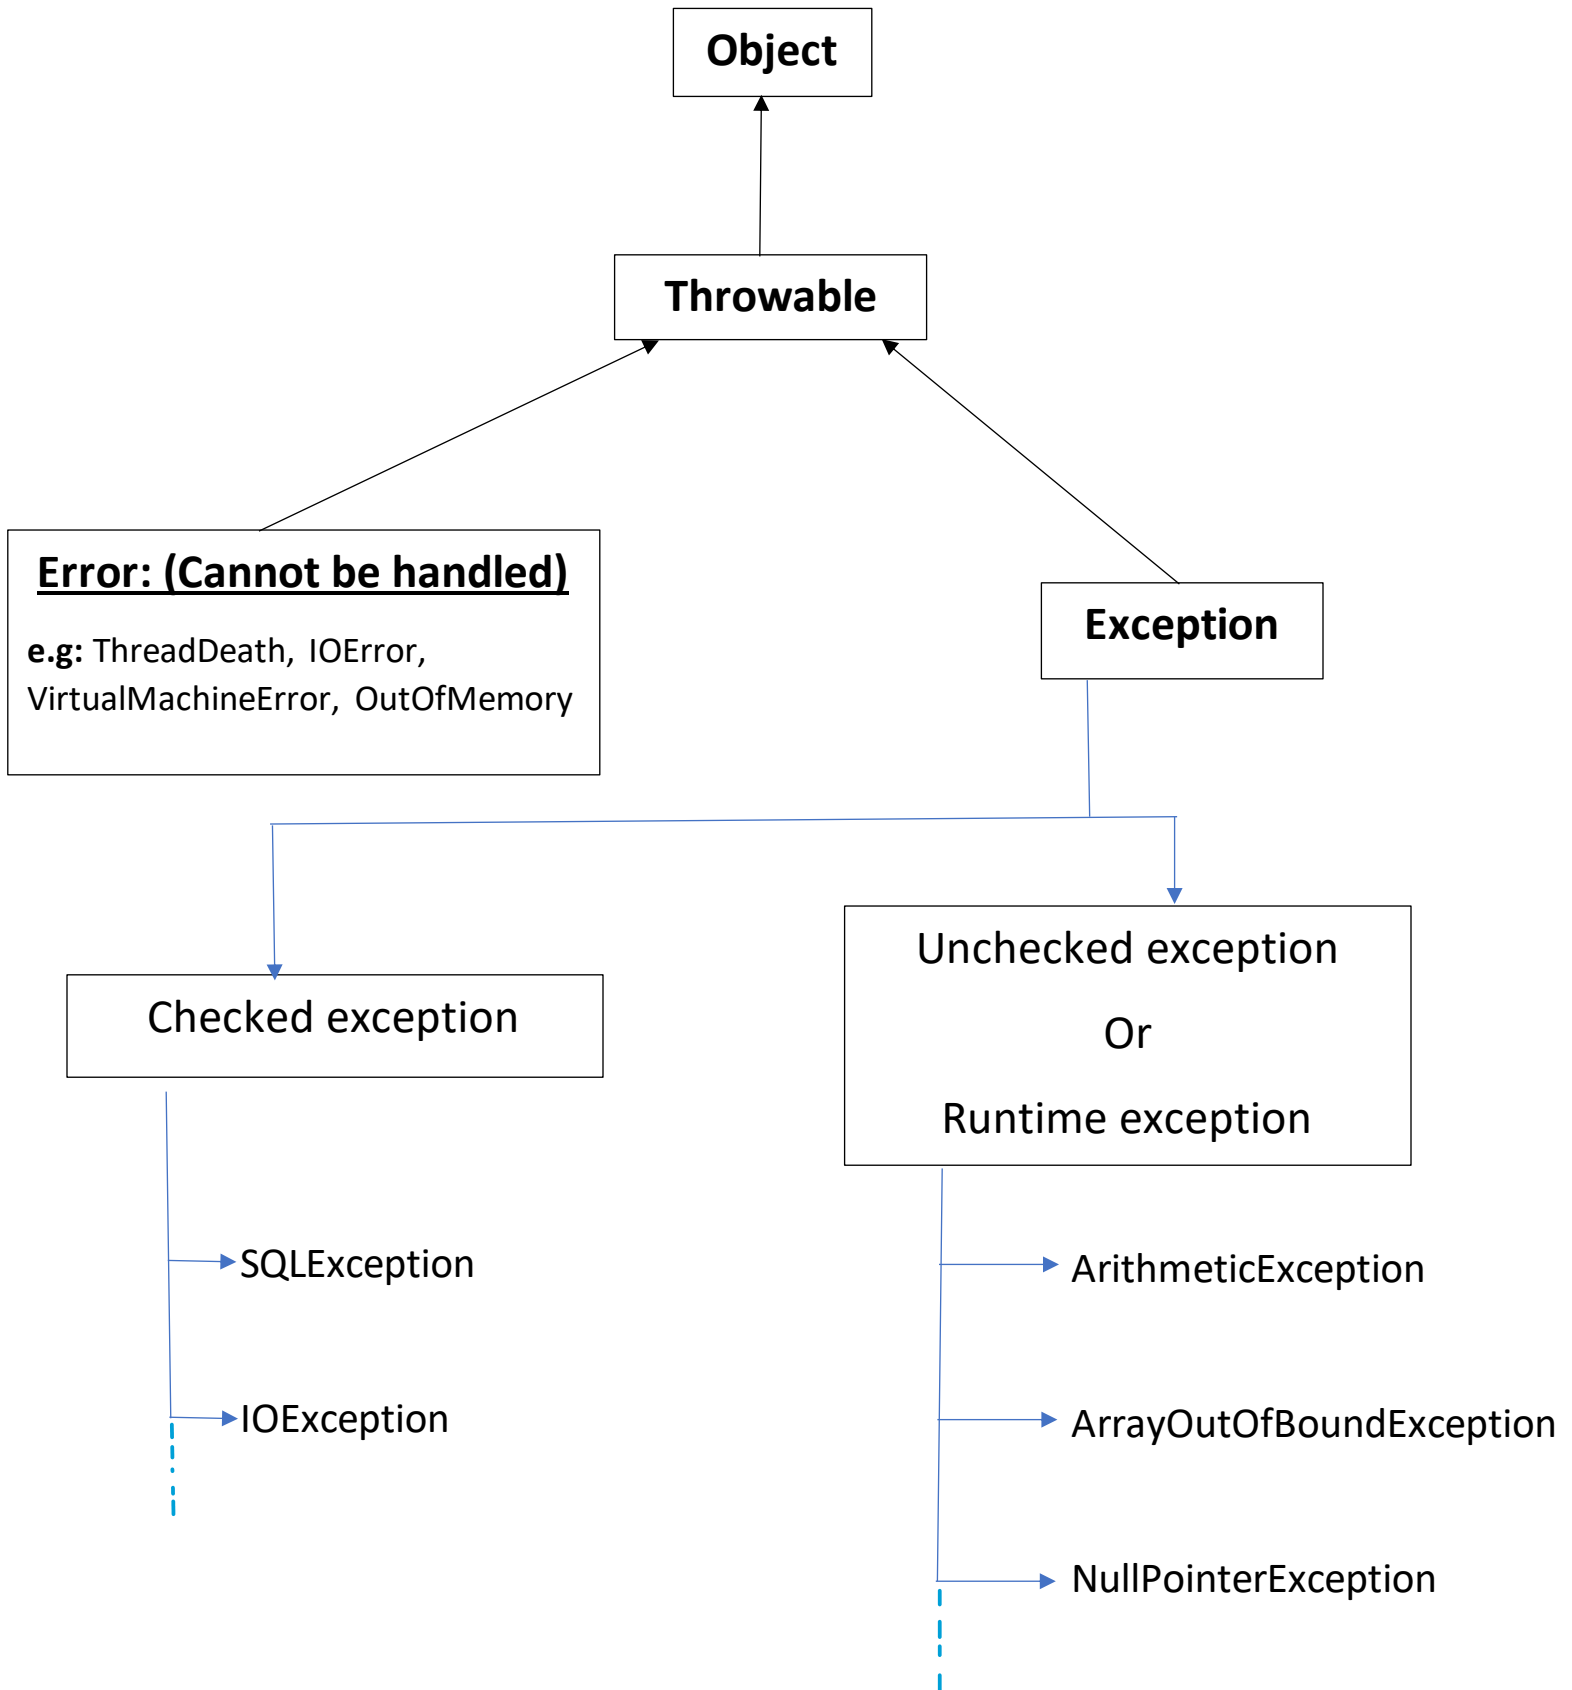 Object
Throwable
Error: (Cannot be handled)
e.g: ThreadDeath, IOError,
VirtualMachineError, OutOfMemory
Exception
Checked exception
Unchecked exception
Or
Runtime exception
SQLException
IOException
ArithmeticException
ArrayOutOfBoundException
NullPointerException